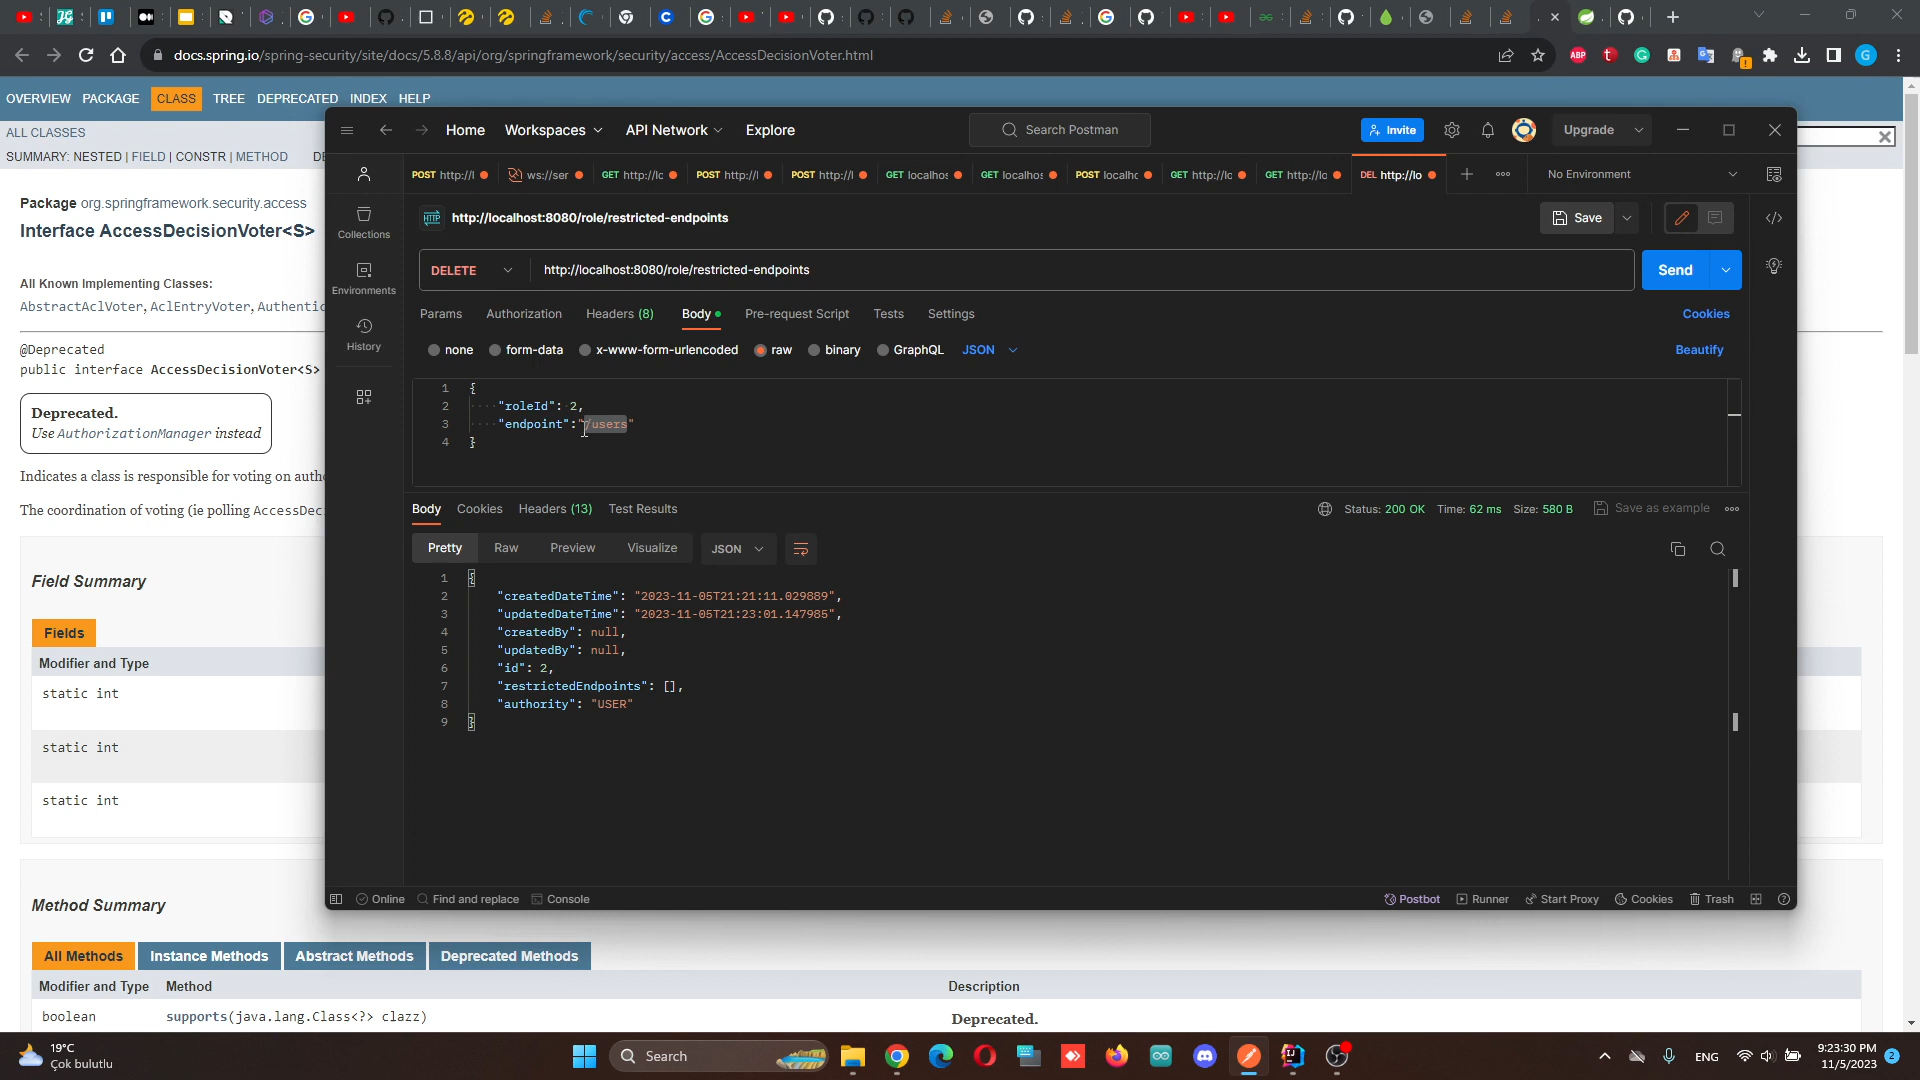 docs.spring.io/spring-security/site/docs/5.8.8/api/org/springframework/security/access/AccessDecisionVoter.html
OVERVIEW PACKAGE CLASS TREE DEPRECATED INDEX HELP
ALL CLASSES
SUMMARY: NESTED | FIELD | CONSTR | METHOD DE
Package org.springframework.security.access
Interface AccessDecisionVoter<S>
All Known Implementing Classes:
AbstractAclVoter, AclEntryVoter, Authentic
@Deprecated
public interface AccessDecisionVoter<S>
Deprecated.
Use AuthorizationManager instead
Indicates a class is responsible for voting on auth
The coordination of voting (ie polling AccessDec
Field Summary
Fields
Modifier and Type
static int
static int
static int
Method Summary
All Methods Instance Methods Abstract Methods Deprecated Methods
Modifier and Type Method Description
boolean supports(java.lang.Class<?> clazz) Deprecated.
Home Workspaces API Network Explore Search Postman Invite Upgrade
POST http://l ws://ser GET http://lc POST http://l POST http://l GET localhos GET localhos POST localhc GET http://lo GET http://lo DEL http://lo No Environment
Collections
Environments
History
HTTP http://localhost:8080/role/restricted-endpoints Save
DELETE http://localhost:8080/role/restricted-endpoints Send
Params Authorization Headers (8) Body Pre-request Script Tests Settings Cookies
none form-data x-www-form-urlencoded raw binary GraphQL JSON Beautify
1 {
2 "roleId": 2,
3 "endpoint":"/users"
4 }
Body Cookies Headers (13) Test Results Status: 200 OK Time: 62 ms Size: 580 B Save as example
Pretty Raw Preview Visualize JSON
1 {
2 "createdDateTime": "2023-11-05T21:21:11.029889",
3 "updatedDateTime": "2023-11-05T21:23:01.147985",
4 "createdBy": null,
5 "updatedBy": null,
6 "id": 2,
7 "restrictedEndpoints": [],
8 "authority": "USER"
9 }
Online Find and replace Console Postbot Runner Start Proxy Cookies Trash
19°C
Çok bulutlu
Search
ENG
9:23:30 PM
11/5/2023
2